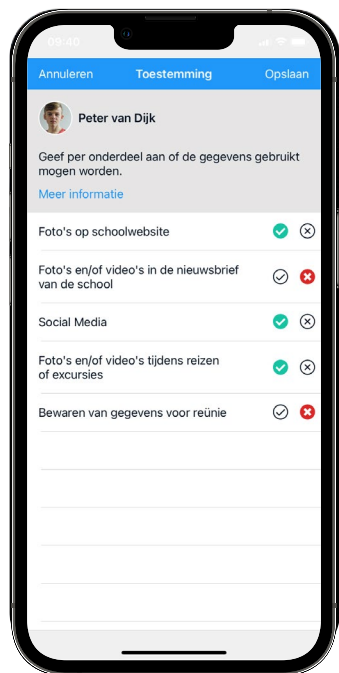 09:40
Annuleren Toestemming Opslaan
Peter van Dijk
Geef per onderdeel aan of de gegevens gebruikt
mogen worden.
Meer informatie
Foto's op schoolwebsite
Foto's en/of video's in de nieuwsbrief
van de school
Social Media
Foto's en/of video's tijdens reizen
of excursies
Bewaren van gegevens voor reünie